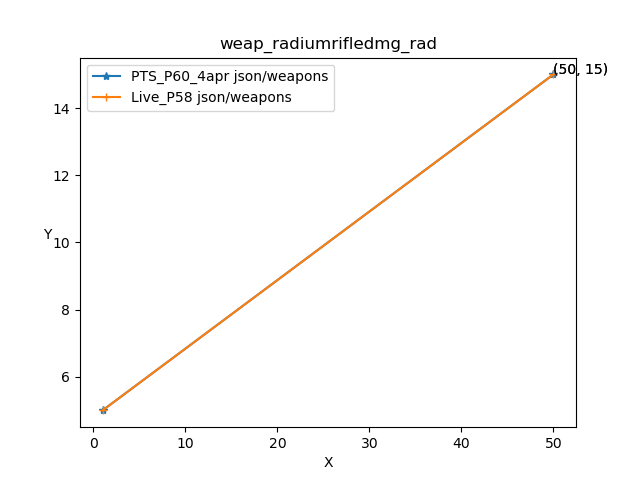 weap_radiumrifledmg_rad
PTS_P60_4apr json/weapons
Live_P58 json/weapons
(50, 15)
14
12
10
8
6
Y
0 10 20 30 40 50
X